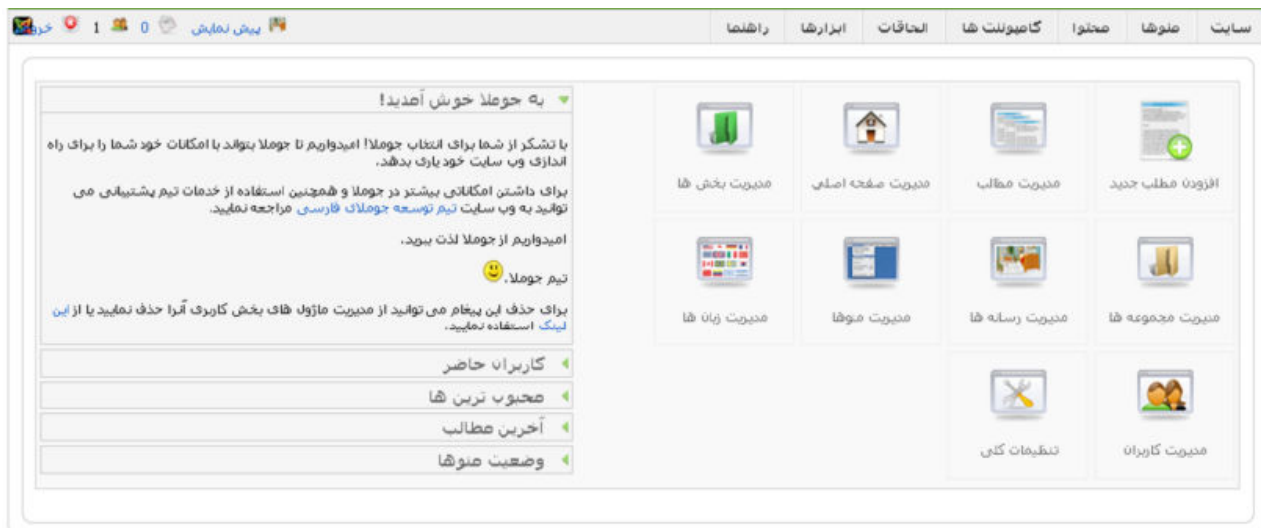 سایت منوها محتوا کامپوننت ها الحاقات ابزارها راهنما
پیش نمایش 0 1
افزودن مطلب جدید مدیریت مطالب مدیریت صفحه اصلی مدیریت بخش ها
مدیریت مجموعه ها مدیریت رسانه ها مدیریت منوها مدیریت زبان ها
مدیریت کاربران تنظیمات کلی
به جوملا خوش آمدید!
با تشکر از شما برای انتخاب جوملا! امیدواریم تا جوملا بتواند با امکانات خود شما را برای راه
اندازی وب سایت خود یاری بدهد.
برای داشتن امکاناتی بیشتر در جوملا و همچنین استفاده از خدمات تیم پشتیبانی می
توانید به وب سایت تیم توسعه جوملای فارسی مراجعه نمایید.
امیدواریم از جوملا لذت ببرید.
تیم جوملا.
برای حذف این پیغام می توانید از مدیریت ماژول های بخش کاربری آنرا حذف نمایید یا از این
لینک استفاده نمایید.
کاربران حاضر
محبوب ترین ها
آخرین مطالب
وضعیت منوها